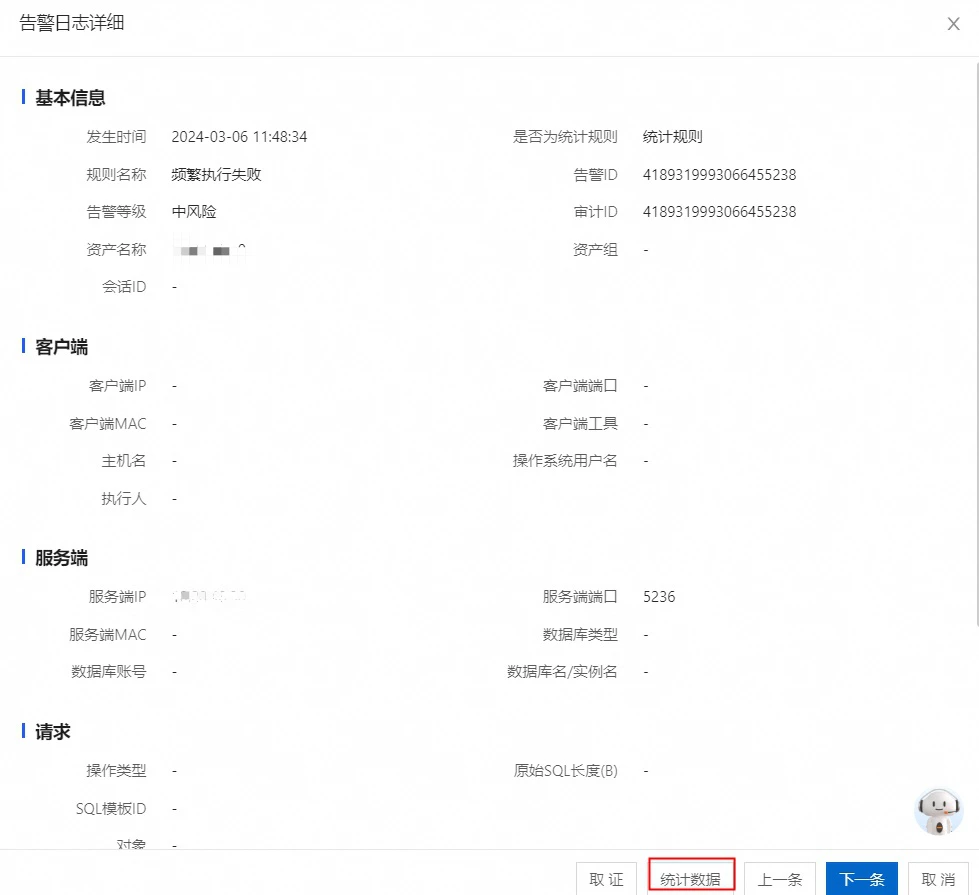 告警日志详细
基本信息
发生时间 2024-03-06 11:48:34 是否为统计规则 统计规则
规则名称 频繁执行失败 告警ID 4189319993066455238
告警等级 中风险 审计ID 4189319993066455238
资产名称 资产组 -
会话ID -
客户端
客户端IP - 客户端端口 -
客户端MAC - 客户端工具 -
主机名 - 操作系统用户名 -
执行人 -
服务端
服务端IP 服务端端口 5236
服务端MAC - 数据库类型 -
数据库账号 - 数据库名/实例名 -
请求
操作类型 - 原始SQL长度(B) -
SQL模板ID -
对象 -
取 证 统计数据 上一条 下一条 取 消